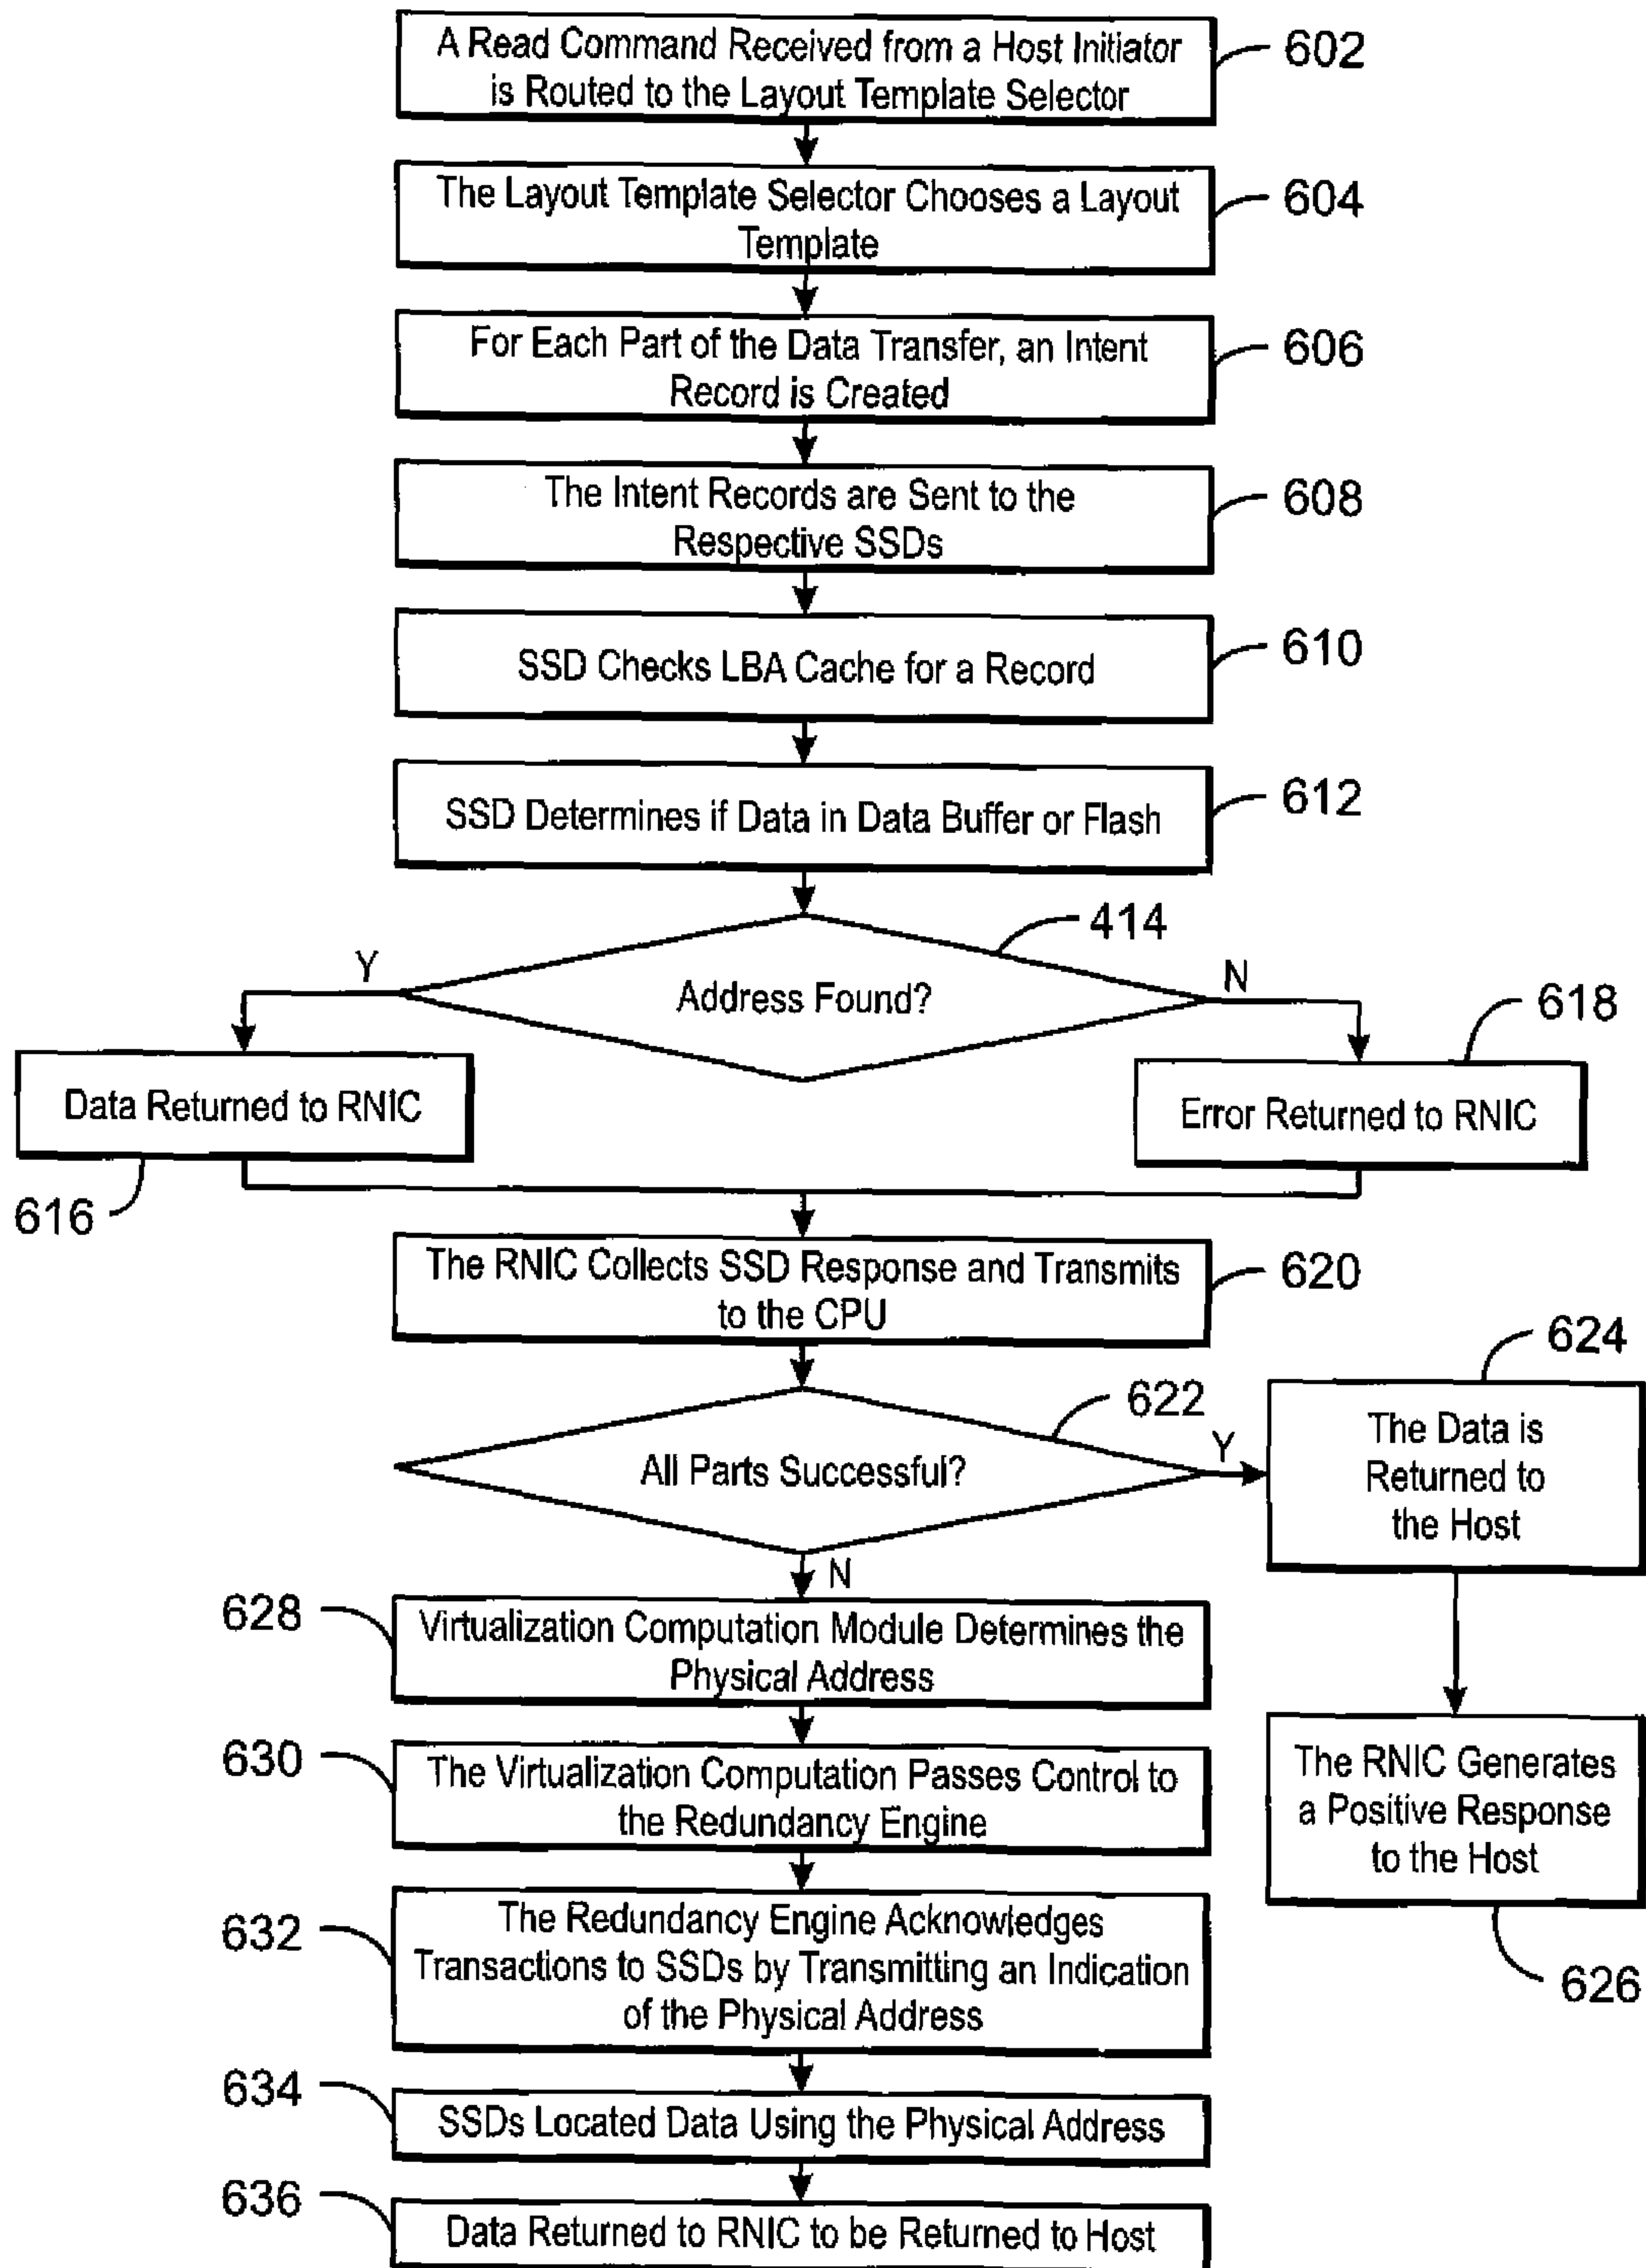 A Read Command Received from a Host Initiator
is Routed to the Layout Template Selector
602
The Layout Template Selector Chooses a Layout
Template
604
For Each Part of the Data Transfer, an Intent
Record is Created
606
The Intent Records are Sent to the
Respective SSDs
608
SSD Checks LBA Cache for a Record
610
SSD Determines if Data in Data Buffer or Flash
612
414
Y
Address Found?
N
618
Data Returned to RNIC
Error Returned to RNIC
616
The RNIC Collects SSD Response and Transmits
to the CPU
620
624
622
All Parts Successful?
Y
The Data is
Returned to
the Host
N
628
Virtualization Computation Module Determines the
Physical Address
630
The Virtualization Computation Passes Control to
the Redundancy Engine
The RNIC Generates
a Positive Response
to the Host
626
632
The Redundancy Engine Acknowledges
Transactions to SSDs by Transmitting an Indication
of the Physical Address
634
SSDs Located Data Using the Physical Address
636
Data Returned to RNIC to be Returned to Host